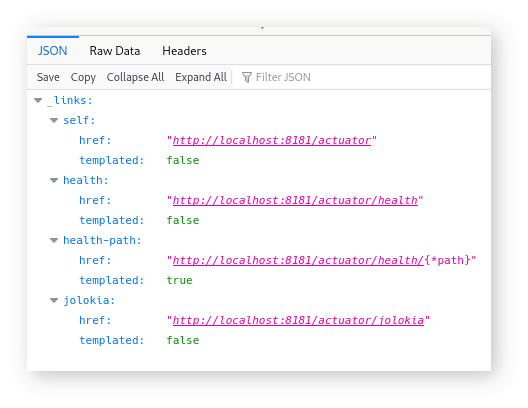 JSON Raw Data Headers
Save Copy Collapse All Expand All Filter JSON
_links:
self:
href: "http://localhost:8181/actuator"
templated: false
health:
href: "http://localhost:8181/actuator/health"
templated: false
health-path:
href: "http://localhost:8181/actuator/health/{*path}"
templated: true
jolokia:
href: "http://localhost:8181/actuator/jolokia"
templated: false